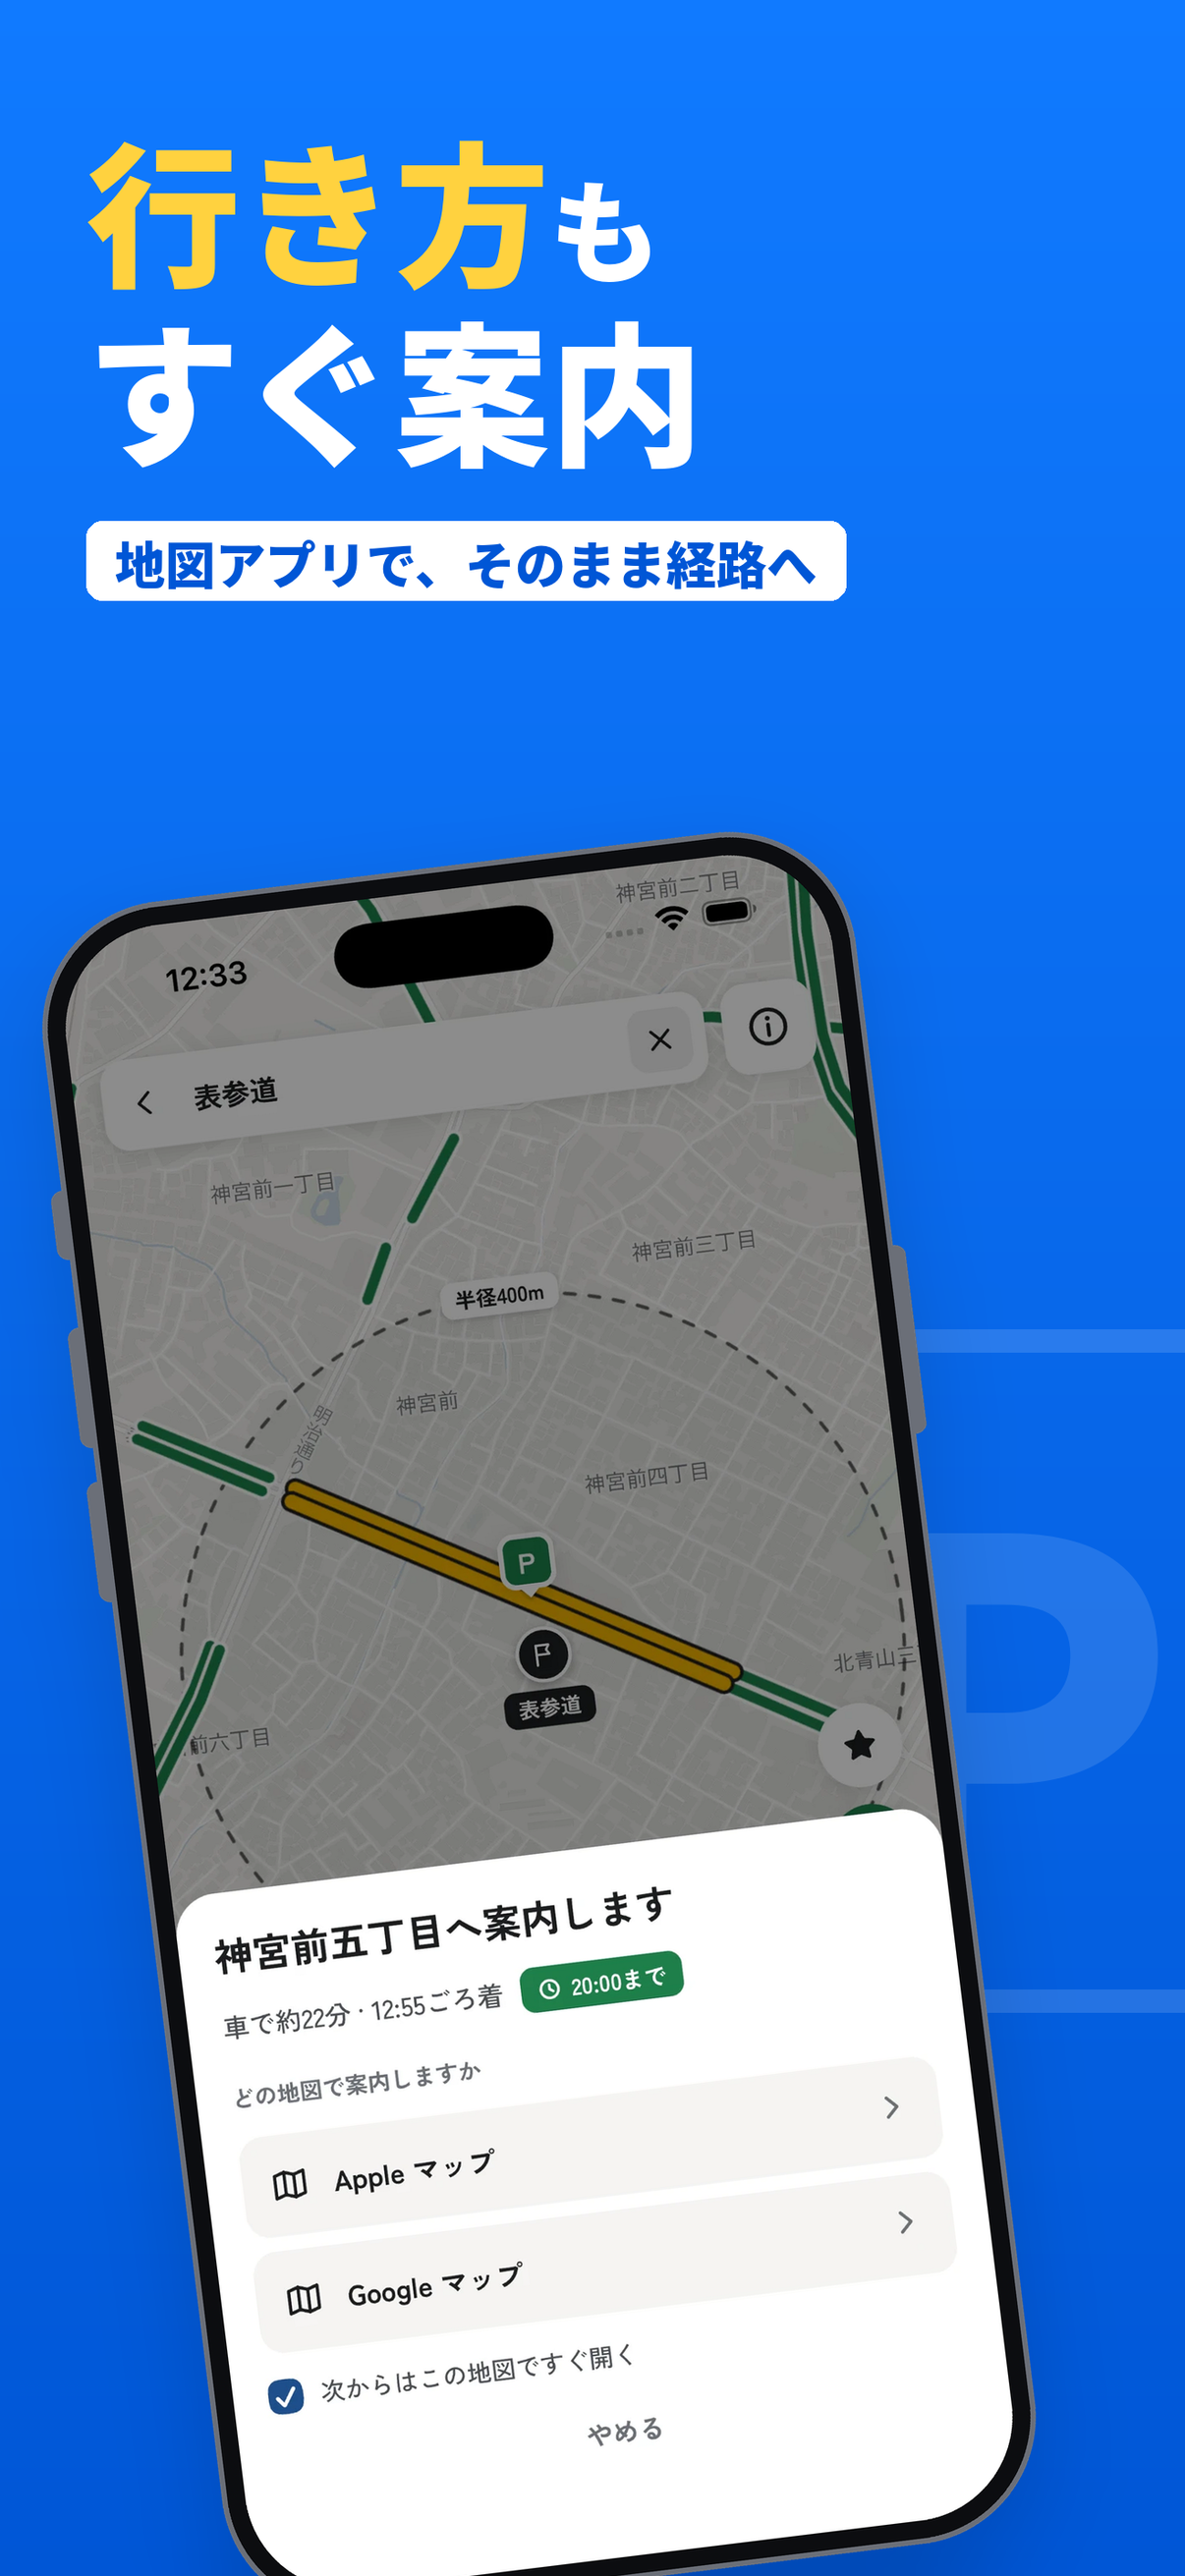 行き方も
すぐ案内
地図アプリで、そのまま経路へ
神宮前二丁目
12:33
表参道
神宮前一丁目
神宮前三丁目
半径400m
神宮前
明治通り
神宮前四丁目
P
P
北青山三
表参道
前六丁目
神宮前五丁目へ案内します
車で約22分・12:55ごろ着
20:00まで
どの地図で案内しますか
Apple マップ
Google マップ
次からはこの地図ですぐ開く
やめる